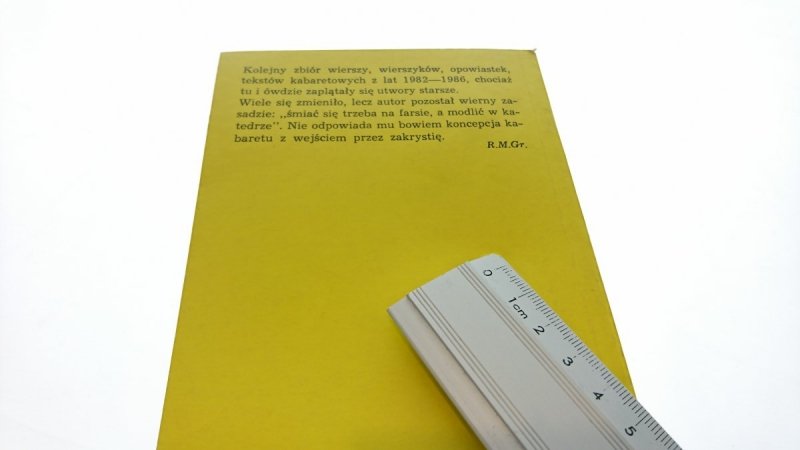 Kolejny zbiór wierszy, wierszyków, opowiastek,
tekstów kabaretowych z lat 1982—1986, chociaż
tu i ówdzie zaplątały się utwory starsze.
Wiele się zmieniło, lecz autor pozostał wierny za-
sadzie: „śmiać się trzeba na farsie, a modlić w ka-
tedrze”. Nie odpowiada mu bowiem koncepcja ka-
baretu z wejściem przez zakrystię.
R.M.Gr.
0
1cm
2
3
4
5